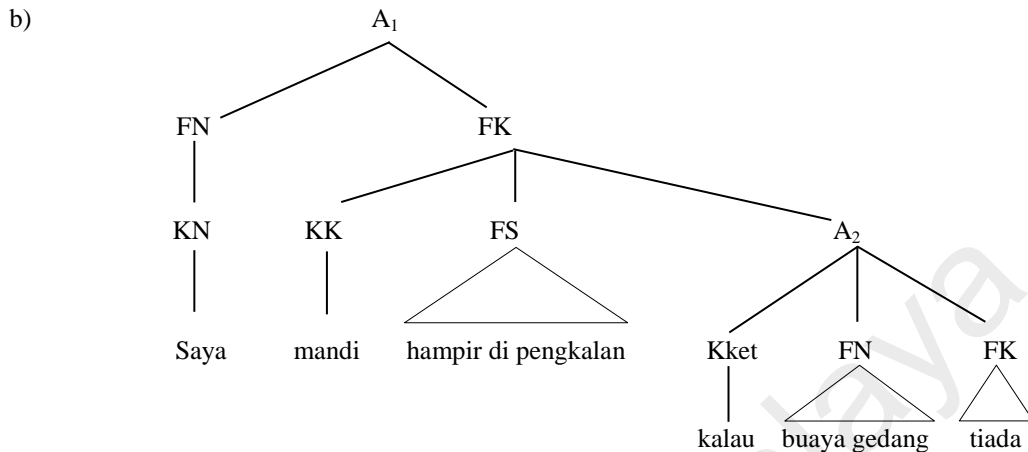 b) A₁
FN FK
KN KK FS A₂
Saya mandi hampir di pengkalan Kket FN FK
kalau buaya gedang tiada
laya